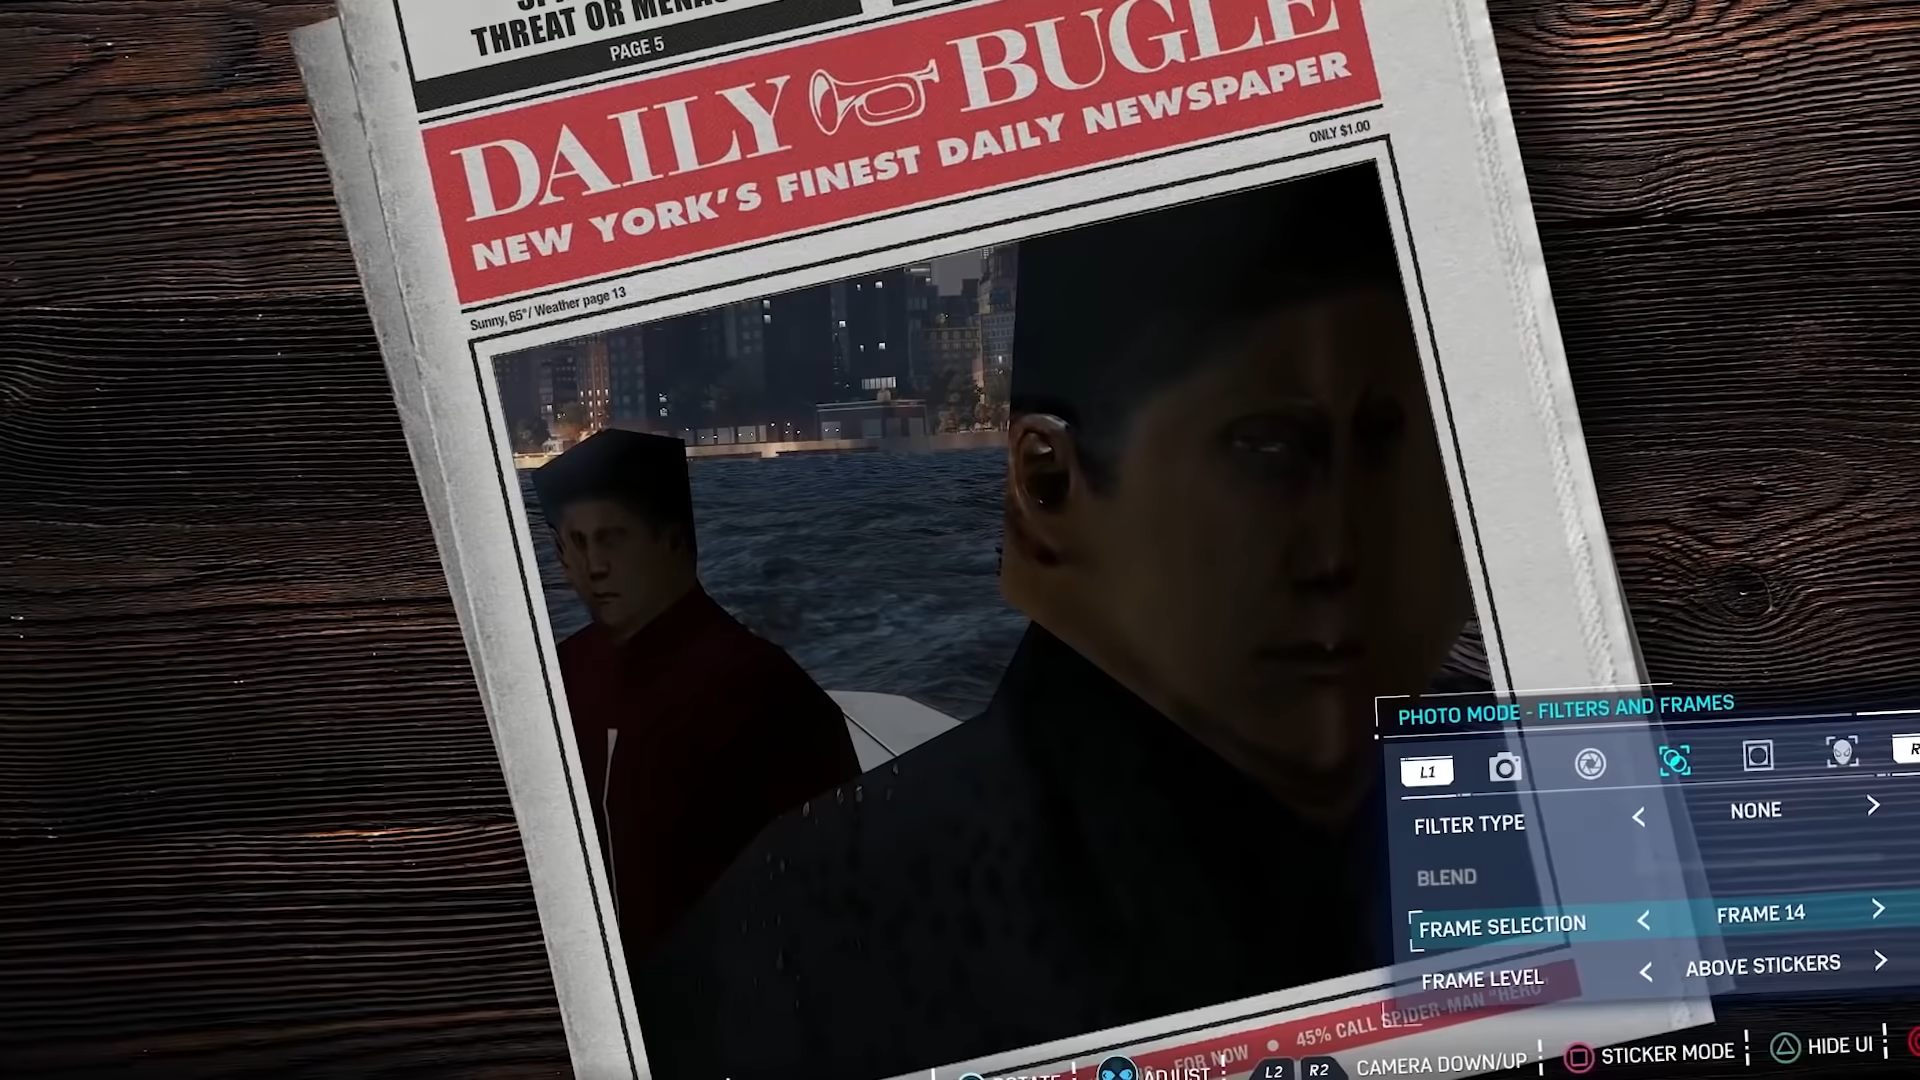 THREAT OR
PAGE 5
DAILY BUGLE
NEW YORK'S FINEST DAILY NEWSPAPER
ONLY $1.00
Sunny, 65°/ Weather page 13
PHOTO MODE - FILTERS AND FRAMES
L1
FILTER TYPE < NONE >
BLEND
FRAME SELECTION < FRAME 14 >
FRAME LEVEL < ABOVE STICKERS >
FOR NOW • 45% CALL SPIDER-MAN "HERO"
ROTATE ADJUST L2 R2 CAMERA DOWN/UP STICKER MODE HIDE UI